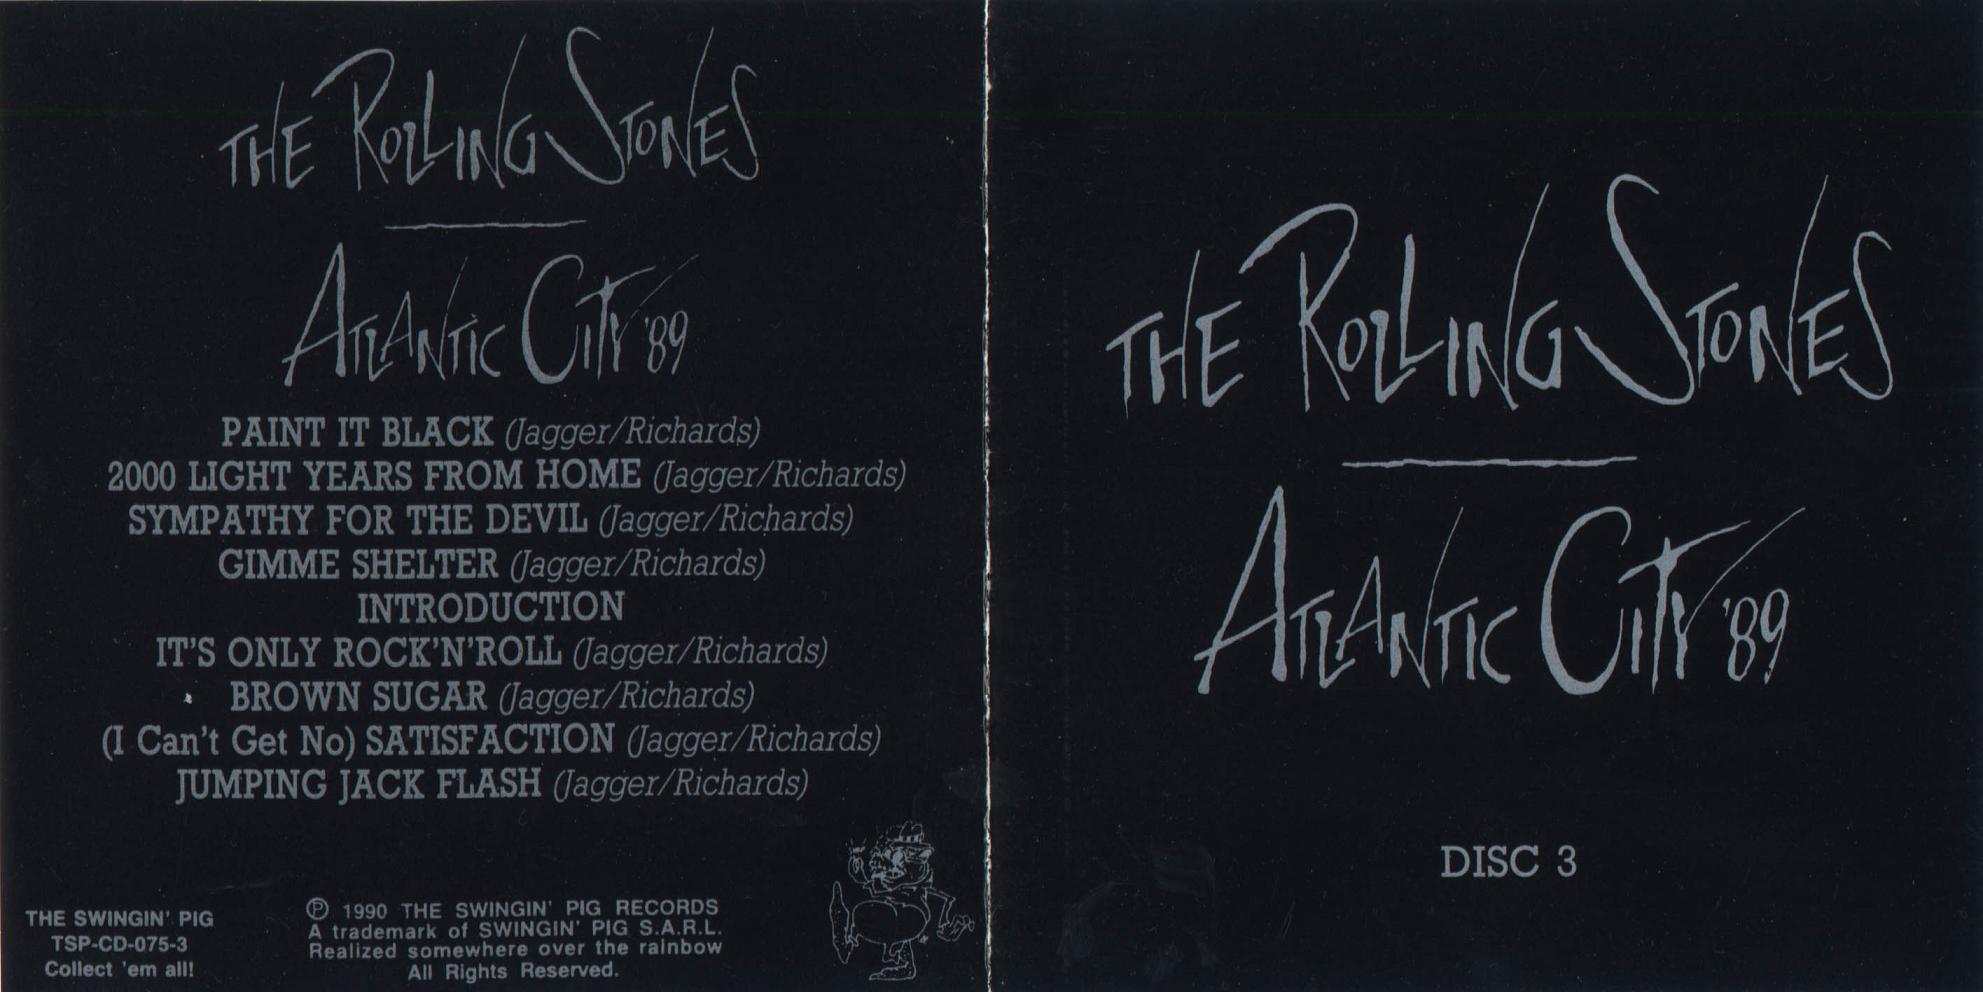 THE ROLLING STONES
ATLANTIC CITY '89
PAINT IT BLACK (Jagger/Richards)
2000 LIGHT YEARS FROM HOME (Jagger/Richards)
SYMPATHY FOR THE DEVIL (Jagger/Richards)
GIMME SHELTER (Jagger/Richards)
INTRODUCTION
IT'S ONLY ROCK'N'ROLL (Jagger/Richards)
BROWN SUGAR (Jagger/Richards)
(I Can't Get No) SATISFACTION (Jagger/Richards)
JUMPING JACK FLASH (Jagger/Richards)
THE SWINGIN' PIG
TSP-CD-075-3
Collect 'em all!
℗ 1990 THE SWINGIN' PIG RECORDS
A trademark of SWINGIN' PIG S.A.R.L.
Realized somewhere over the rainbow
All Rights Reserved.
THE ROLLING STONES
ATLANTIC CITY '89
DISC 3